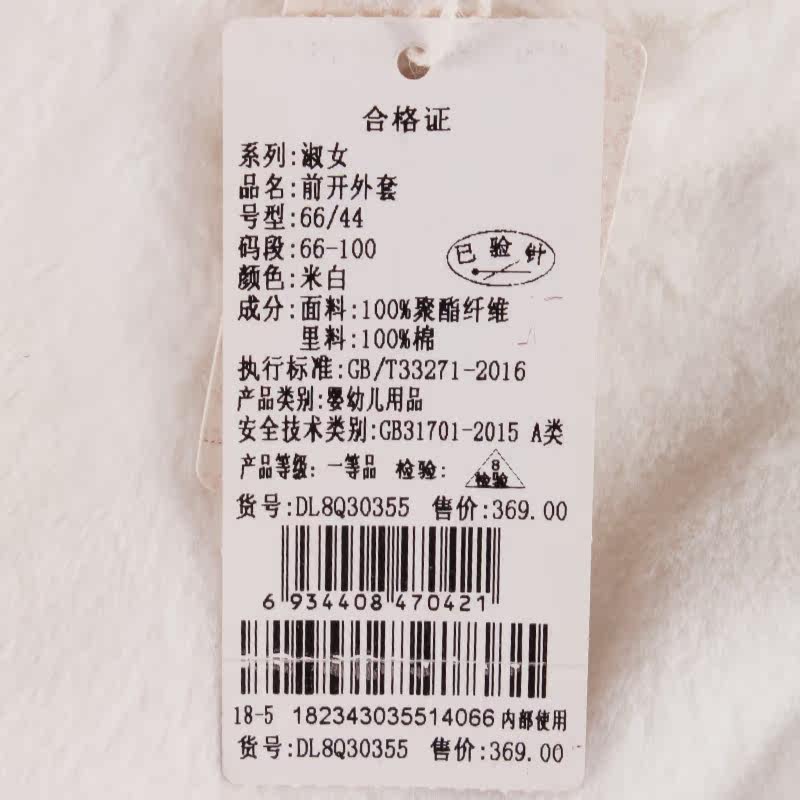 合格证
系列:淑女
品名:前开外套
号型:66/44
码段:66-100
已验针
颜色:米白
成分:面料:100%聚酯纤维
里料:100%棉
执行标准:GB/T33271-2016
产品类别:婴幼儿用品
安全技术类别:GB31701-2015 A类
产品等级: 一等品 检验: 8 检验
货号:DL8Q30355 售价:369.00
6 934408 470421
18-5 182343035514066 内部使用
货号:DL8Q30355 售价:369.00